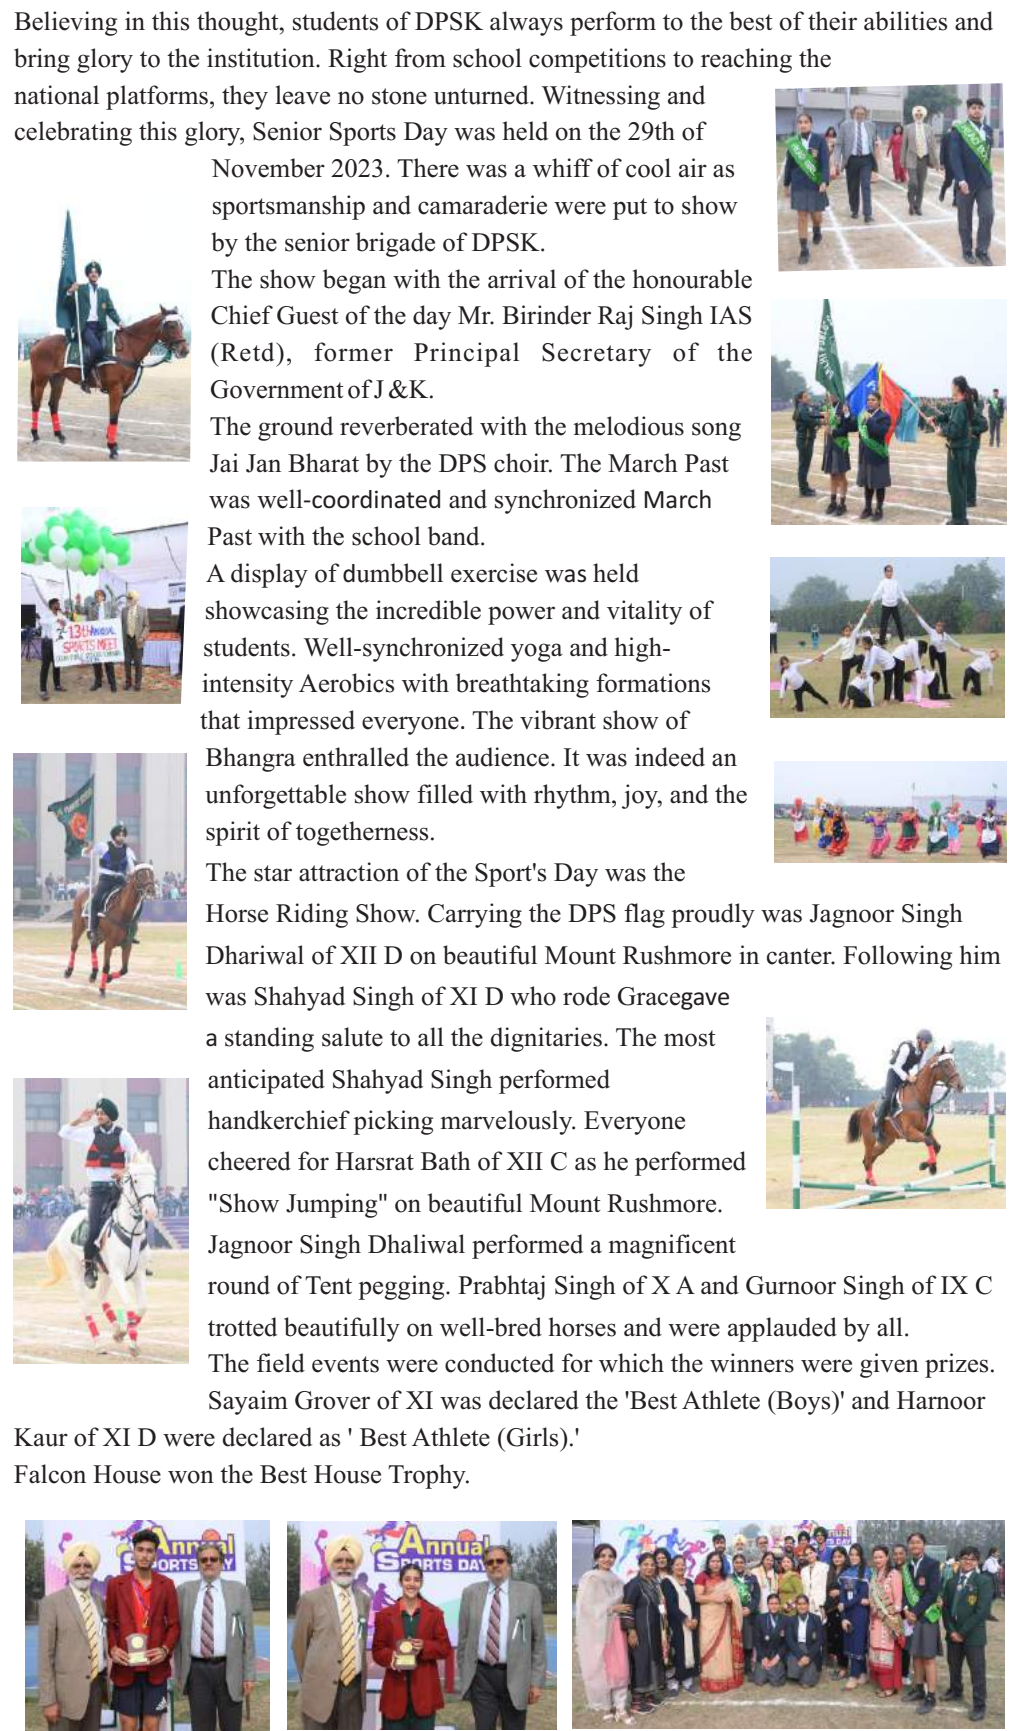 Believing in this thought, students of DPSK always perform to the best of their abilities and
bring glory to the institution. Right from school competitions to reaching the
national platforms, they leave no stone unturned. Witnessing and
celebrating this glory, Senior Sports Day was held on the 29th of
November 2023. There was a whiff of cool air as
sportsmanship and camaraderie were put to show
by the senior brigade of DPSK.
The show began with the arrival of the honourable
Chief Guest of the day Mr. Birinder Raj Singh IAS
(Retd), former Principal Secretary of the
Government of J &K.
The ground reverberated with the melodious song
Jai Jan Bharat by the DPS choir. The March Past
was well-coordinated and synchronized March
Past with the school band.
A display of dumbbell exercise was held
showcasing the incredible power and vitality of
students. Well-synchronized yoga and high-
intensity Aerobics with breathtaking formations
that impressed everyone. The vibrant show of
Bhangra enthralled the audience. It was indeed an
unforgettable show filled with rhythm, joy, and the
spirit of togetherness.
The star attraction of the Sport's Day was the
Horse Riding Show. Carrying the DPS flag proudly was Jagnoor Singh
Dhariwal of XII D on beautiful Mount Rushmore in canter. Following him
was Shahyad Singh of XI D who rode Gracegave
a standing salute to all the dignitaries. The most
anticipated Shahyad Singh performed
handkerchief picking marvelously. Everyone
cheered for Harsrat Bath of XII C as he performed
"Show Jumping" on beautiful Mount Rushmore.
Jagnoor Singh Dhaliwal performed a magnificent
round of Tent pegging. Prabhtaj Singh of X A and Gurnoor Singh of IX C
trotted beautifully on well-bred horses and were applauded by all.
The field events were conducted for which the winners were given prizes.
Sayaim Grover of XI was declared the 'Best Athlete (Boys)' and Harnoor
Kaur of XI D were declared as ' Best Athlete (Girls).'
Falcon House won the Best House Trophy.
HEAD GIRL
HEAD BOY
13th ANNUAL
SPORTS MEET
Annual
SPORTS DAY
Annual
SPORTS DAY